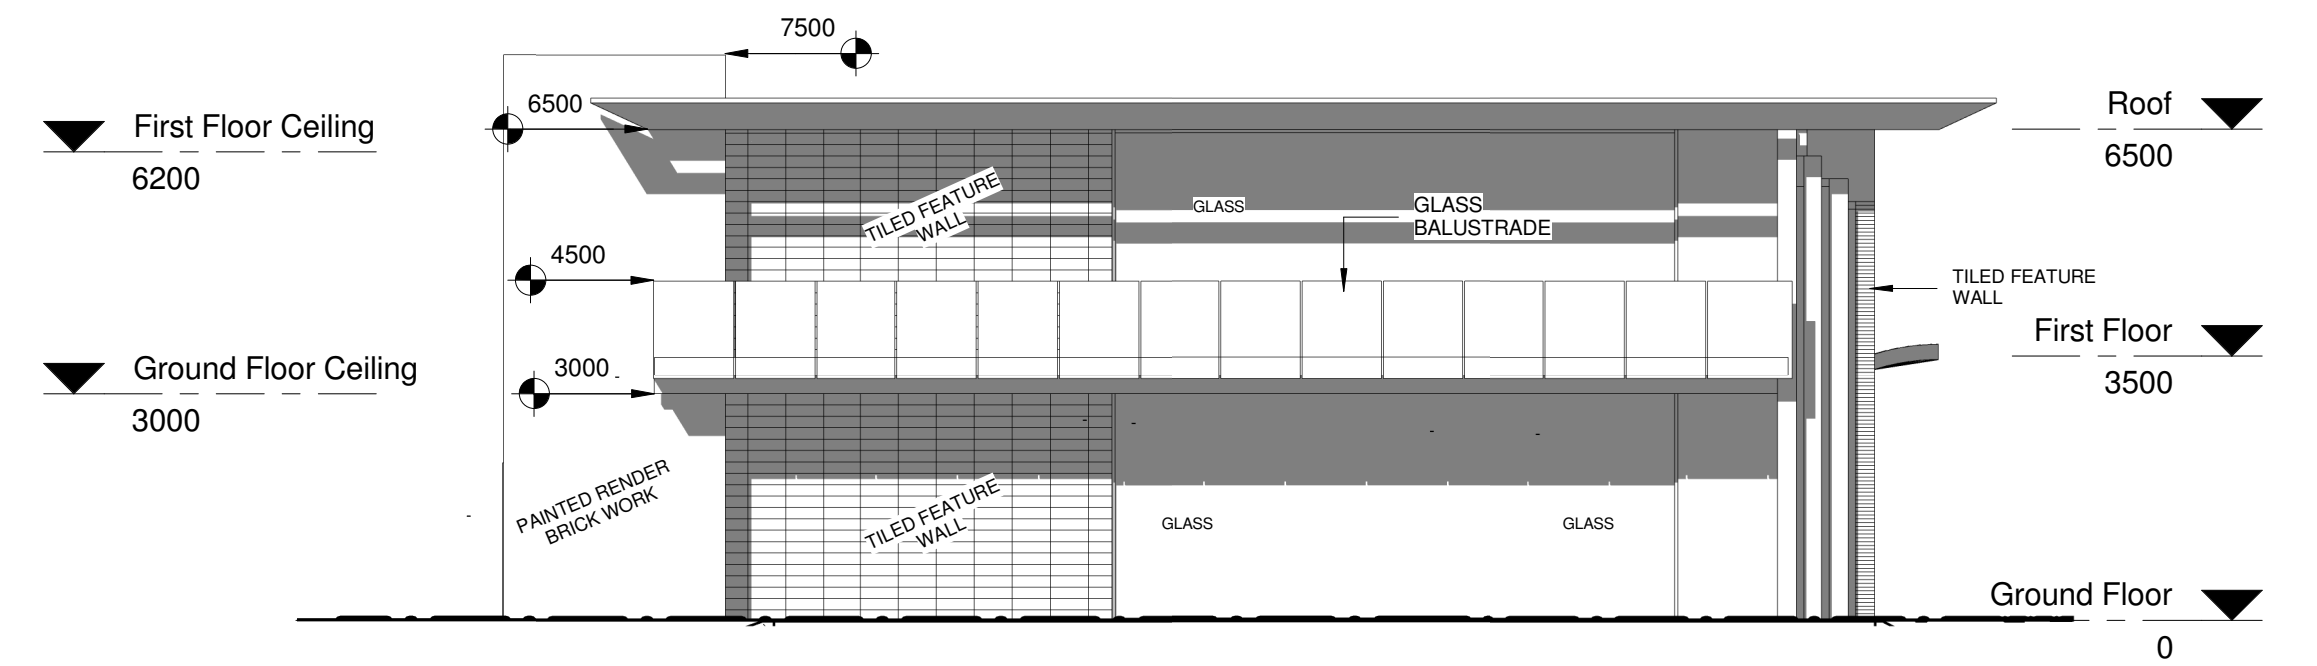 7500
6500
First Floor Ceiling
6200
Roof
6500
TILED FEATURE
WALL
GLASS
GLASS
BALUSTRADE
4500
TILED FEATURE
WALL
First Floor
3500
Ground Floor Ceiling
3000
3000
PAINTED RENDER
BRICK WORK
TILED FEATURE
WALL
GLASS
GLASS
Ground Floor
0